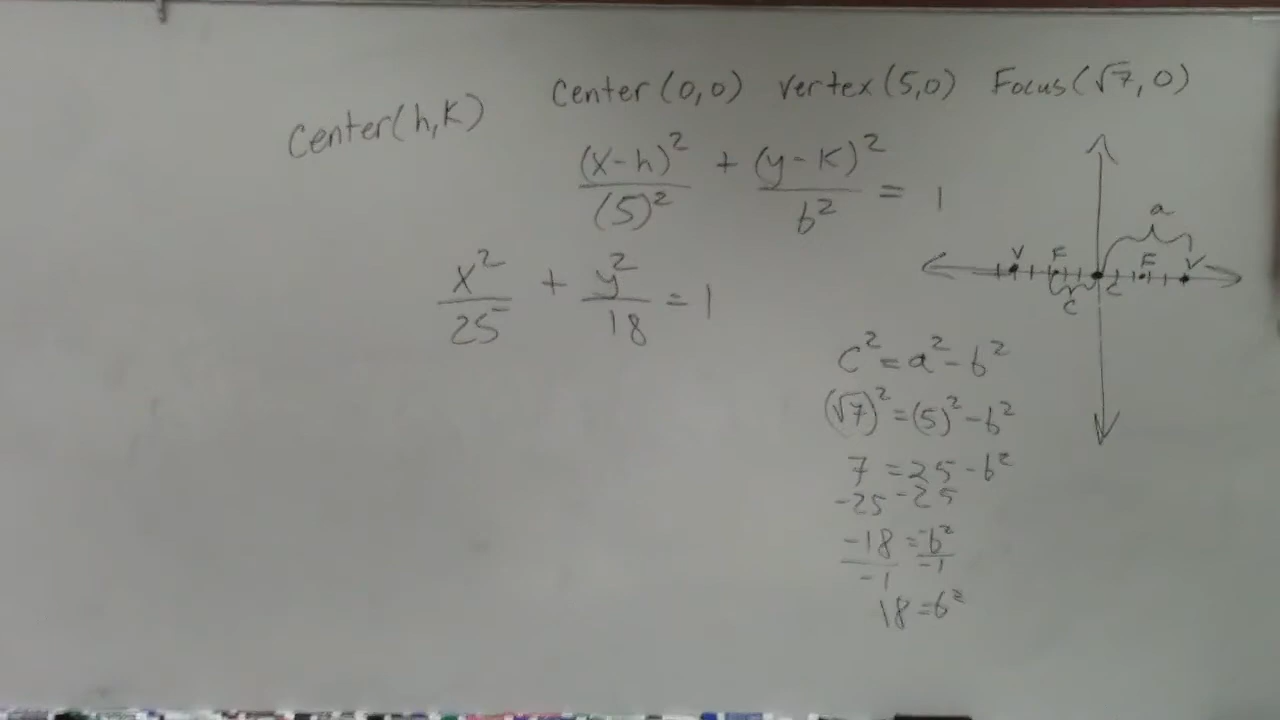 Center (0,0) Vertex (5,0) Focus (√7, 0)
Center (h,K)
(x-h)²/(5)² + (y-K)²/b² = 1
x²/25 + y²/18 = 1
a
V F F V
C C
c² = a² - b²
(√7)² = (5)² - b²
7 = 25 - b²
-25 -25
-18/-1 = -b²/-1
18 = b²